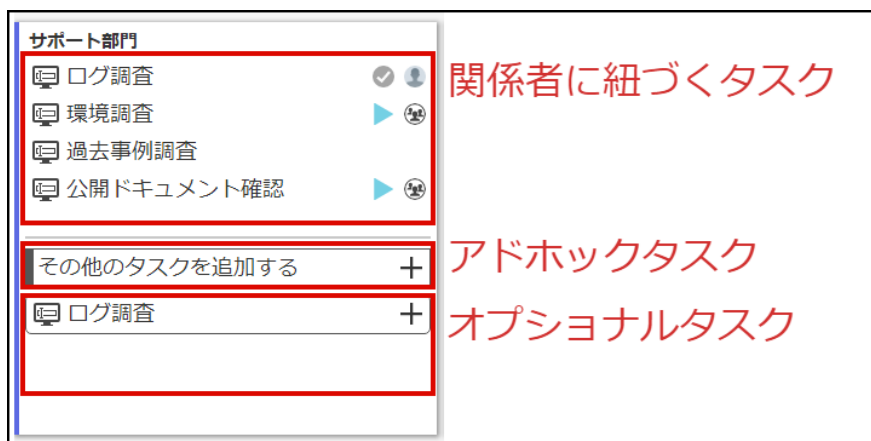 サポート部門
ログ調査
環境調査
過去事例調査
公開ドキュメント確認
関係者に紐づくタスク
その他のタスクを追加する
アドホックタスク
ログ調査
オプショナルタスク